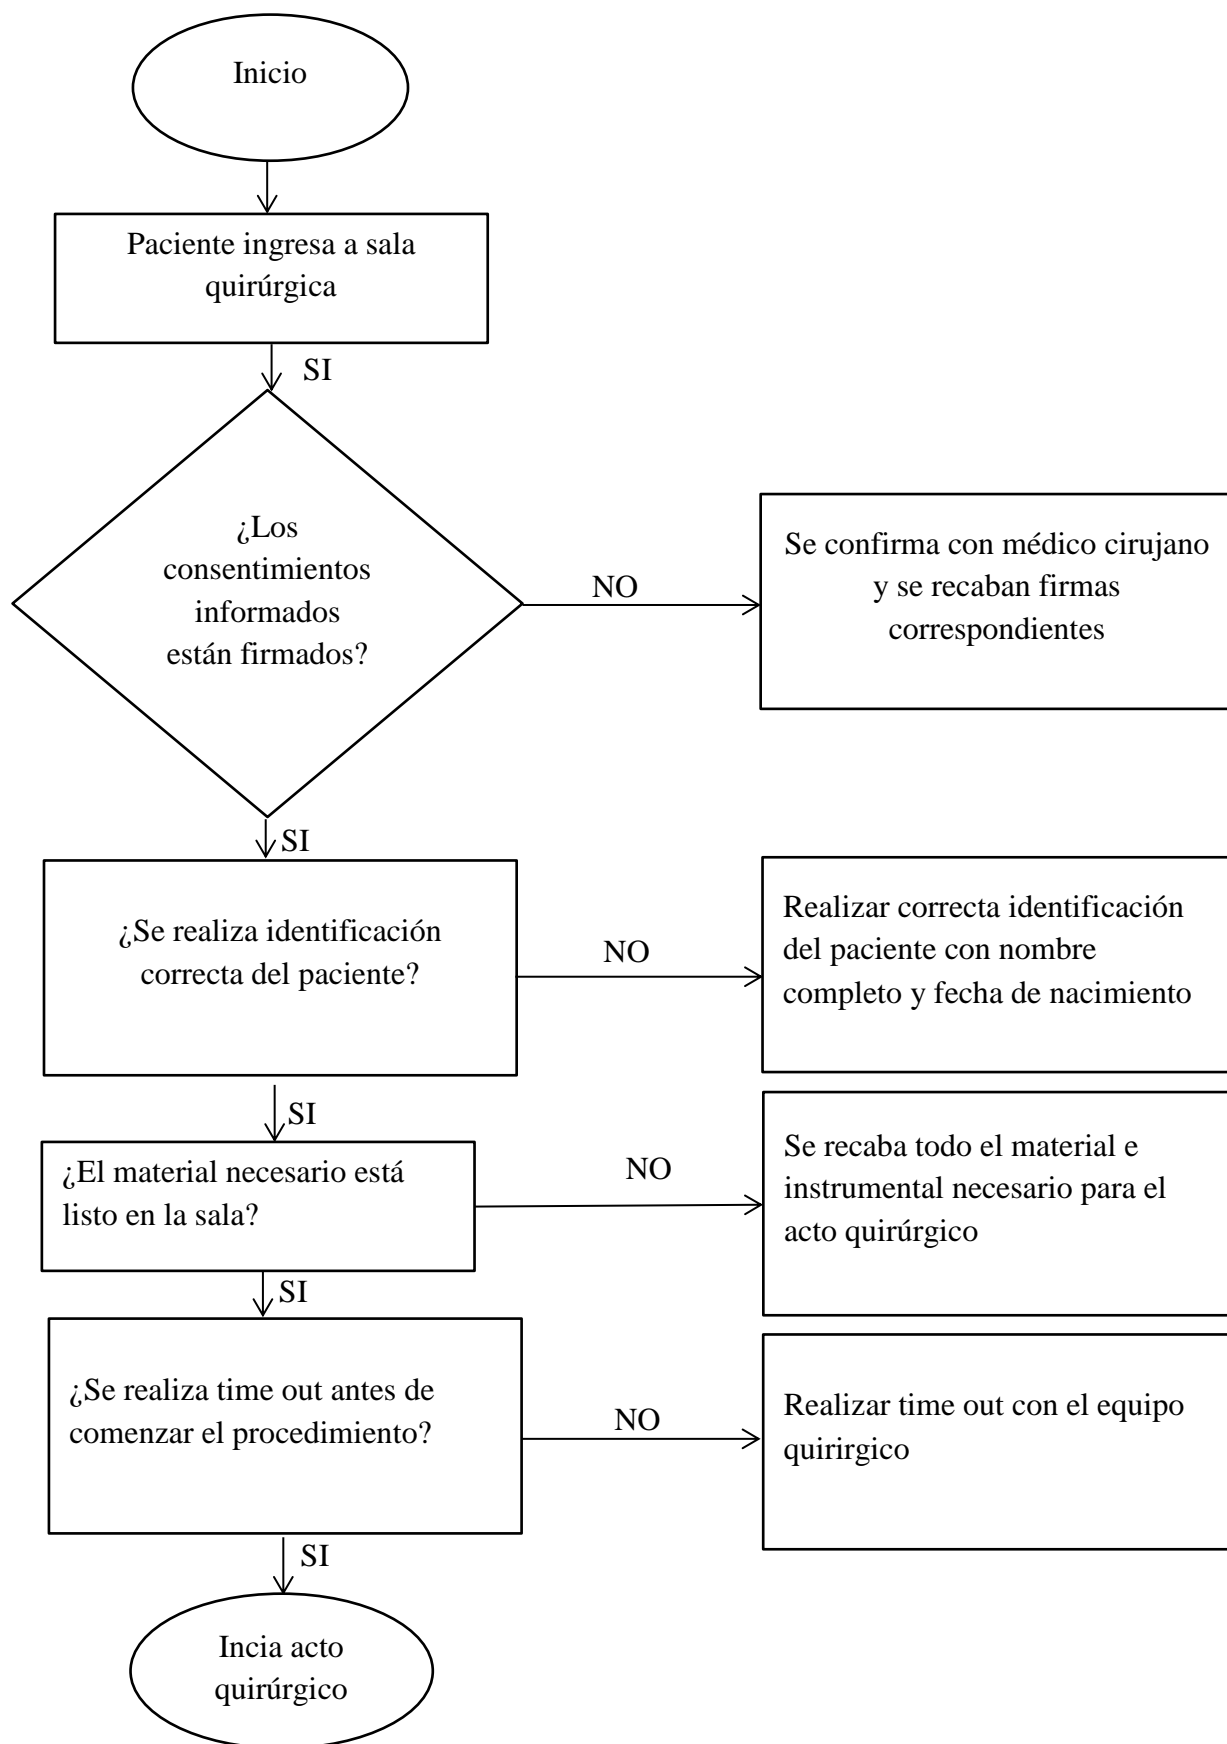 Inicio
Paciente ingresa a sala
quirúrgica
SI
¿Los
consentimientos
informados
están firmados?
NO
Se confirma con médico cirujano
y se recaban firmas
correspondientes
SI
¿Se realiza identificación
correcta del paciente?
NO
Realizar correcta identificación
del paciente con nombre
completo y fecha de nacimiento
SI
¿El material necesario está
listo en la sala?
NO
Se recaba todo el material e
instrumental necesario para el
acto quirúrgico
SI
¿Se realiza time out antes de
comenzar el procedimiento?
NO
Realizar time out con el equipo
quirirgico
SI
Incia acto
quirúrgico